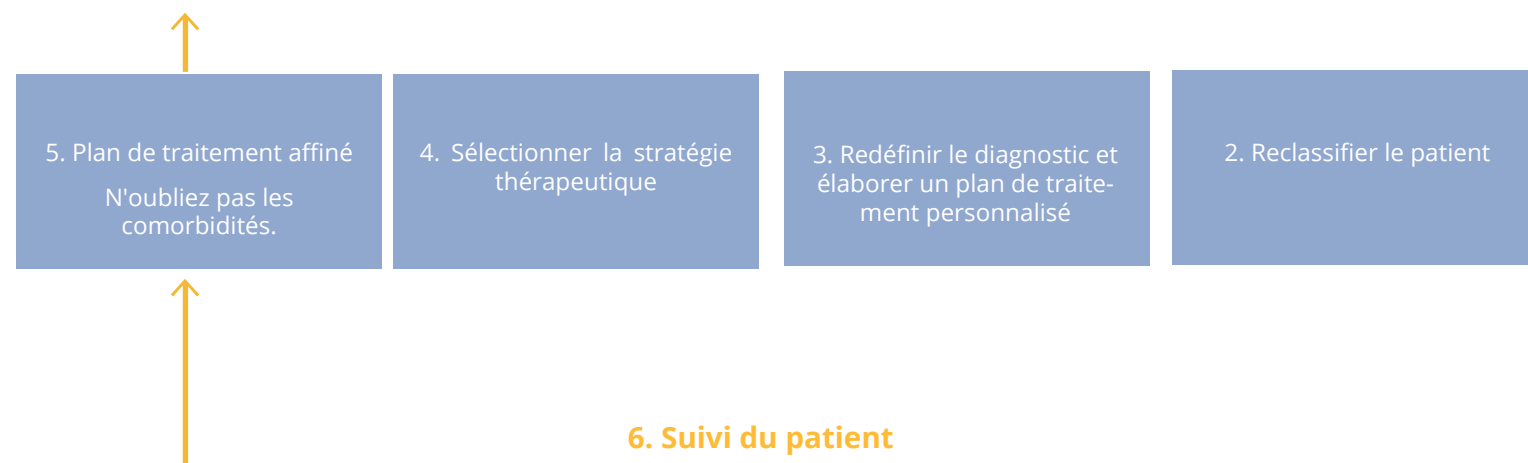 5. Plan de traitement affiné
N'oubliez pas les
comorbidités.
4. Sélectionner la stratégie
thérapeutique
3. Redéfinir le diagnostic et
élaborer un plan de traite-
ment personnalisé
2. Reclassifier le patient
6. Suivi du patient